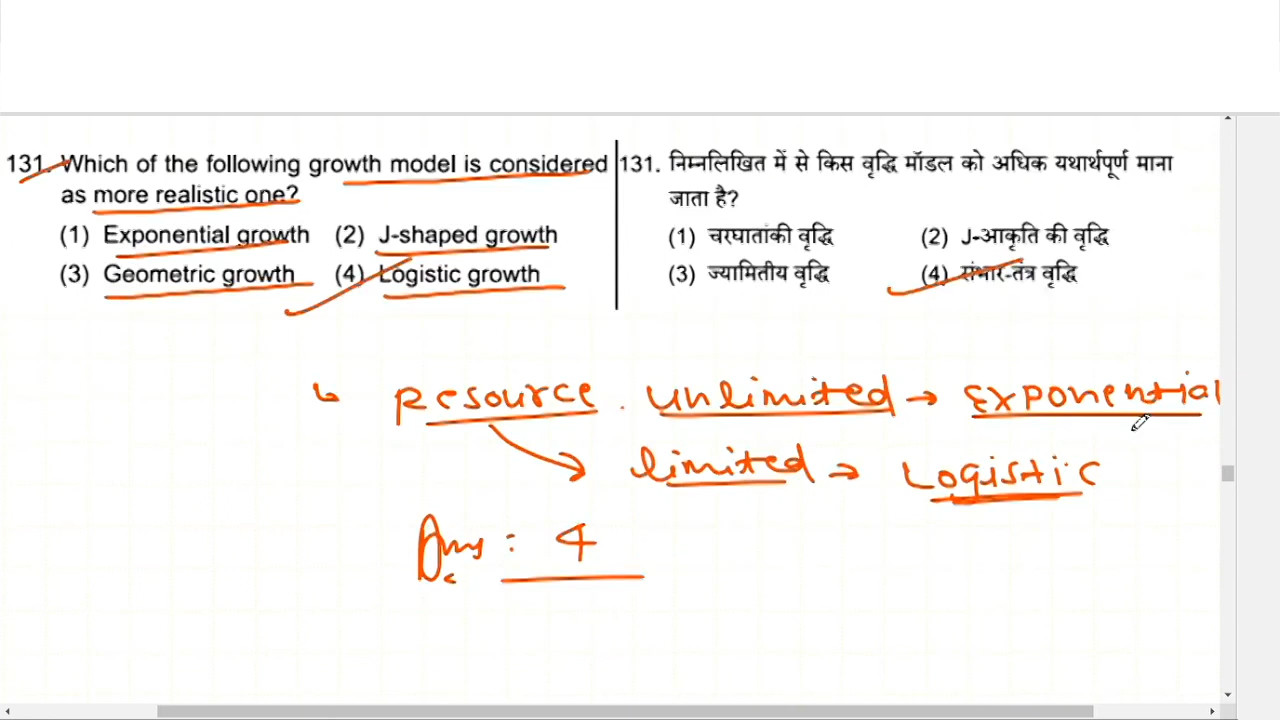 131. Which of the following growth model is considered
as more realistic one?
(1) Exponential growth (2) J-shaped growth
(3) Geometric growth (4) Logistic growth
131. निम्नलिखित में से किस वृद्धि मॉडल को अधिक यथार्थपूर्ण माना
जाता है?
(1) चरघातांकी वृद्धि (2) J-आकृति की वृद्धि
(3) ज्यामितीय वृद्धि (4) संभार-तंत्र वृद्धि
↳ Resource. unlimited → Exponential
limited → Logistic
Ans: 4